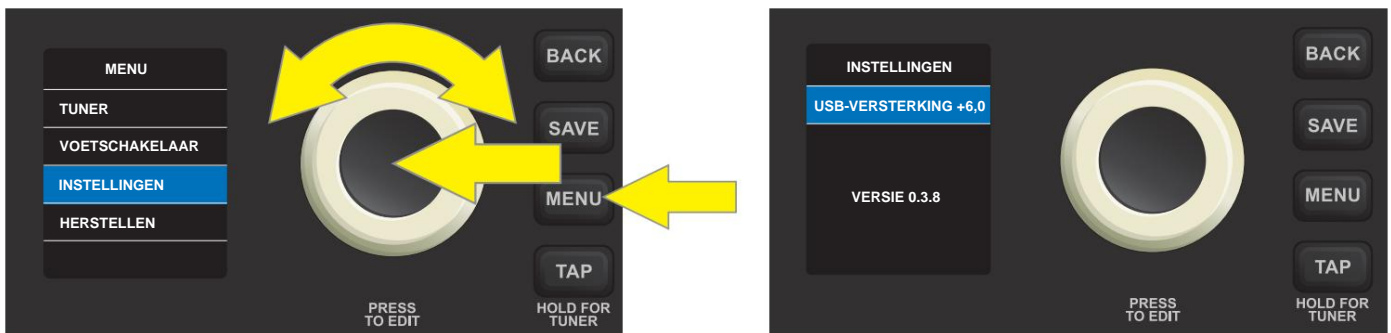 MENU
TUNER
VOETSCHAKELAAR
INSTELLINGEN
HERSTELLEN
BACK
SAVE
MENU
TAP
HOLD FOR
TUNER
PRESS
TO EDIT
INSTELLINGEN
USB-VERSTERKING +6,0
VERSIE 0.3.8
BACK
SAVE
MENU
TAP
HOLD FOR
TUNER
PRESS
TO EDIT